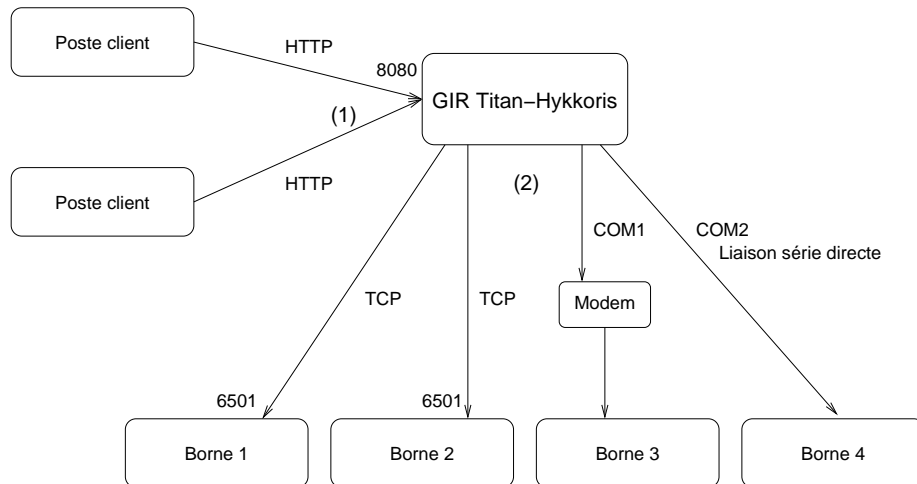 Poste client
HTTP
8080
GIR Titan−Hykkoris
(1)
Poste client
HTTP
(2)
COM1
COM2
Liaison série directe
TCP
TCP
Modem
6501
6501
Borne 1
Borne 2
Borne 3
Borne 4